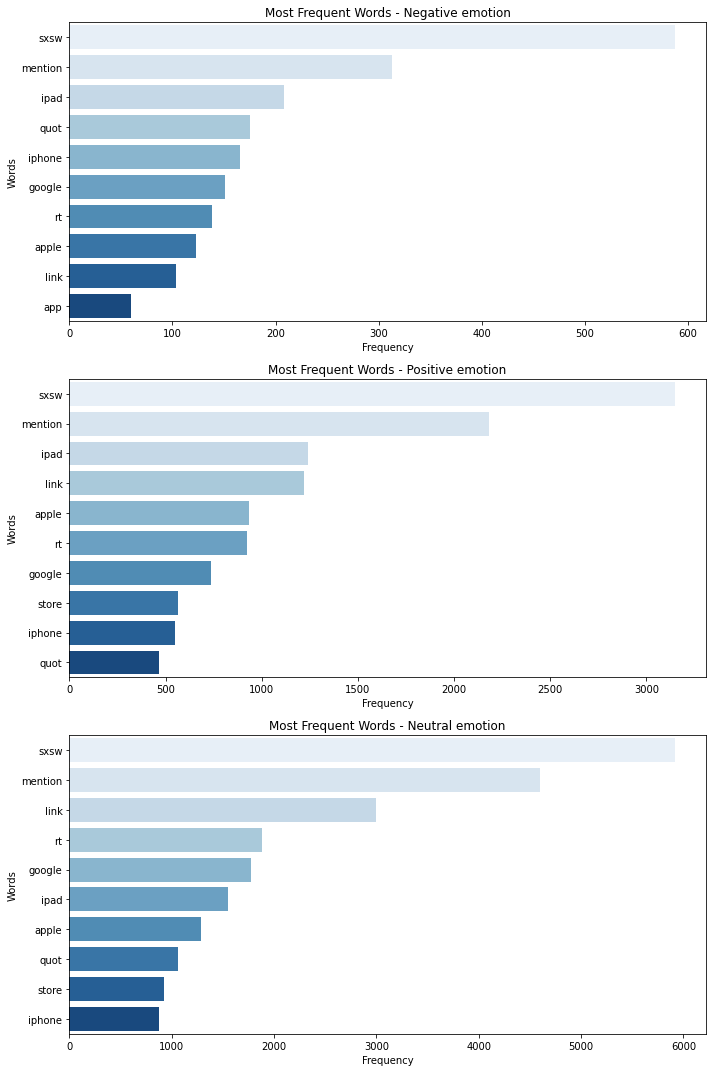 Most Frequent Words - Negative emotion
sxsw
mention
ipad
quot
iphone
google
rt
apple
link
app
Words
0 100 200 300 400 500 600
Frequency
Most Frequent Words - Positive emotion
sxsw
mention
ipad
link
apple
rt
google
store
iphone
quot
Words
0 500 1000 1500 2000 2500 3000
Frequency
Most Frequent Words - Neutral emotion
sxsw
mention
link
rt
google
ipad
apple
quot
store
iphone
Words
0 1000 2000 3000 4000 5000 6000
Frequency